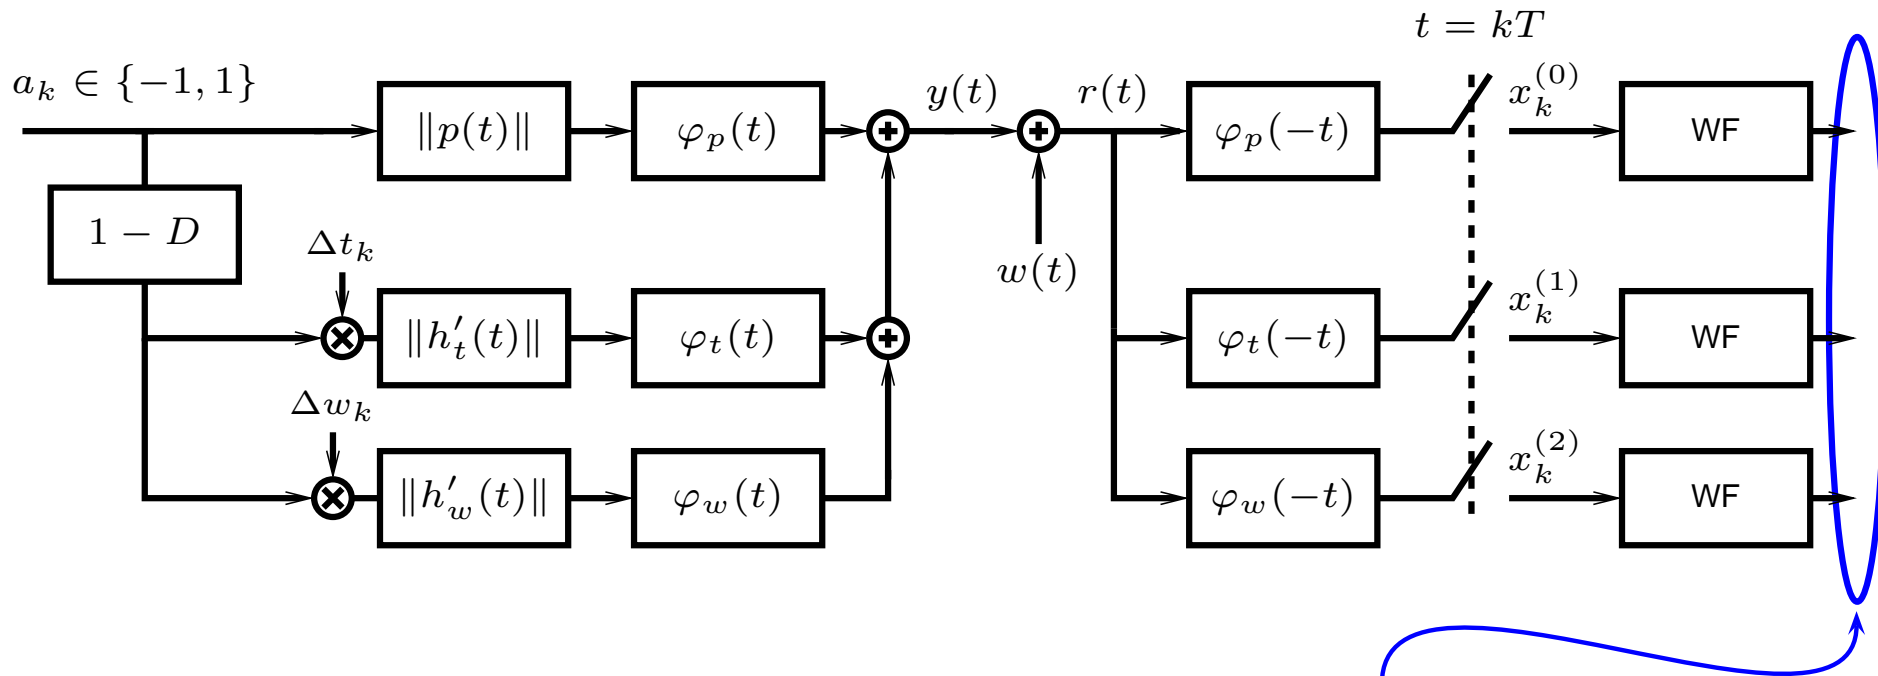 t = kT
a_k ∈ {−1, 1}
‖p(t)‖
φ_p(t)
y(t)
r(t)
φ_p(−t)
x_k^(0)
WF
1 − D
Δt_k
w(t)
‖h′_t(t)‖
φ_t(t)
φ_t(−t)
x_k^(1)
WF
Δw_k
‖h′_w(t)‖
φ_w(t)
φ_w(−t)
x_k^(2)
WF